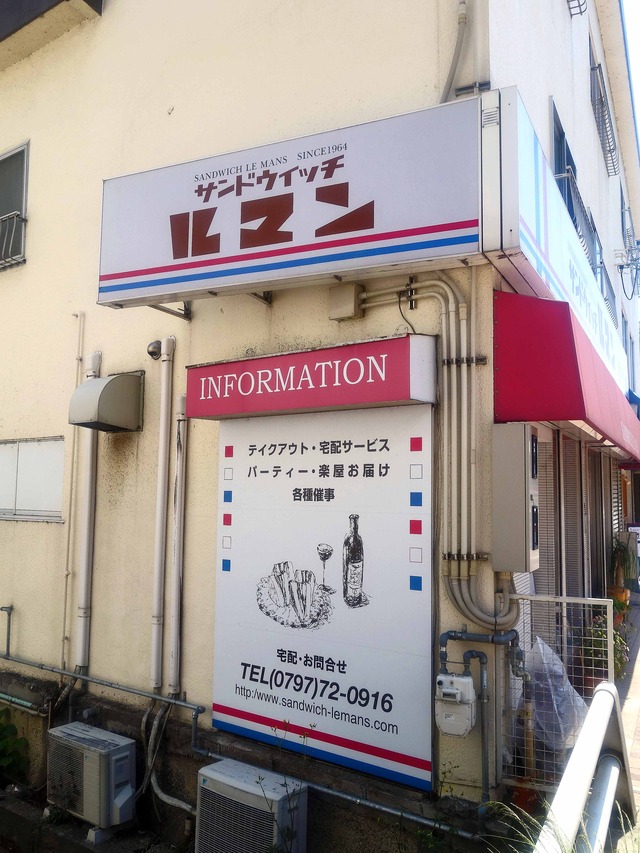 SANDWICH LE MANS SINCE1964
サンドウイッチ
ルマン
INFORMATION
テイクアウト・宅配サービス
パーティー・楽屋お届け
各種催事
宅配・お問合せ
TEL(0797)72-0916
http:/www.sandwich-lemans.com